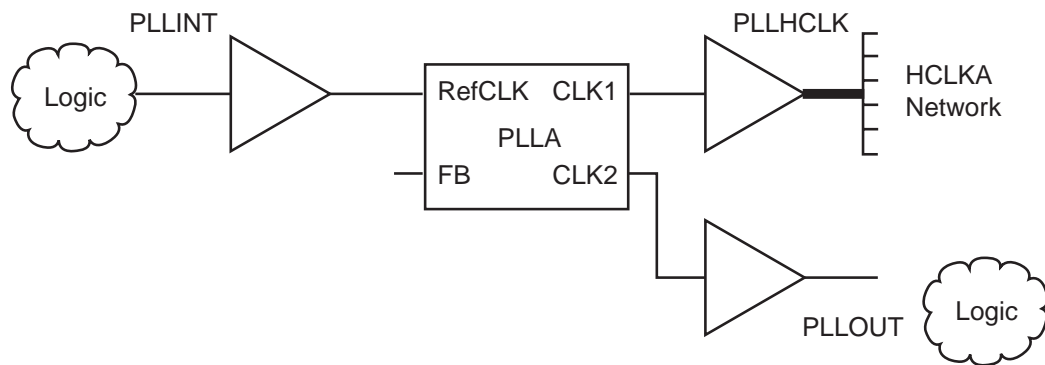 PLLINT
PLLHCLK
Logic
RefCLK
CLK1
PLLA
FB
CLK2
HCLKA
Network
PLLOUT
Logic